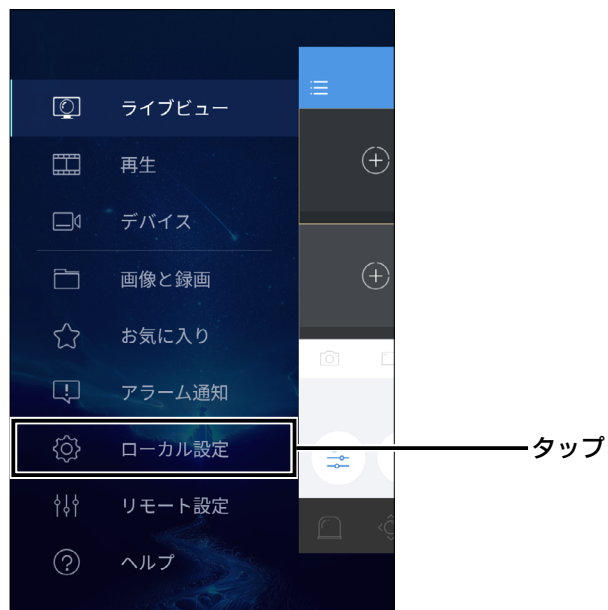 ライブビュー
再生
デバイス
画像と録画
お気に入り
アラーム通知
ローカル設定
タップ
リモート設定
ヘルプ